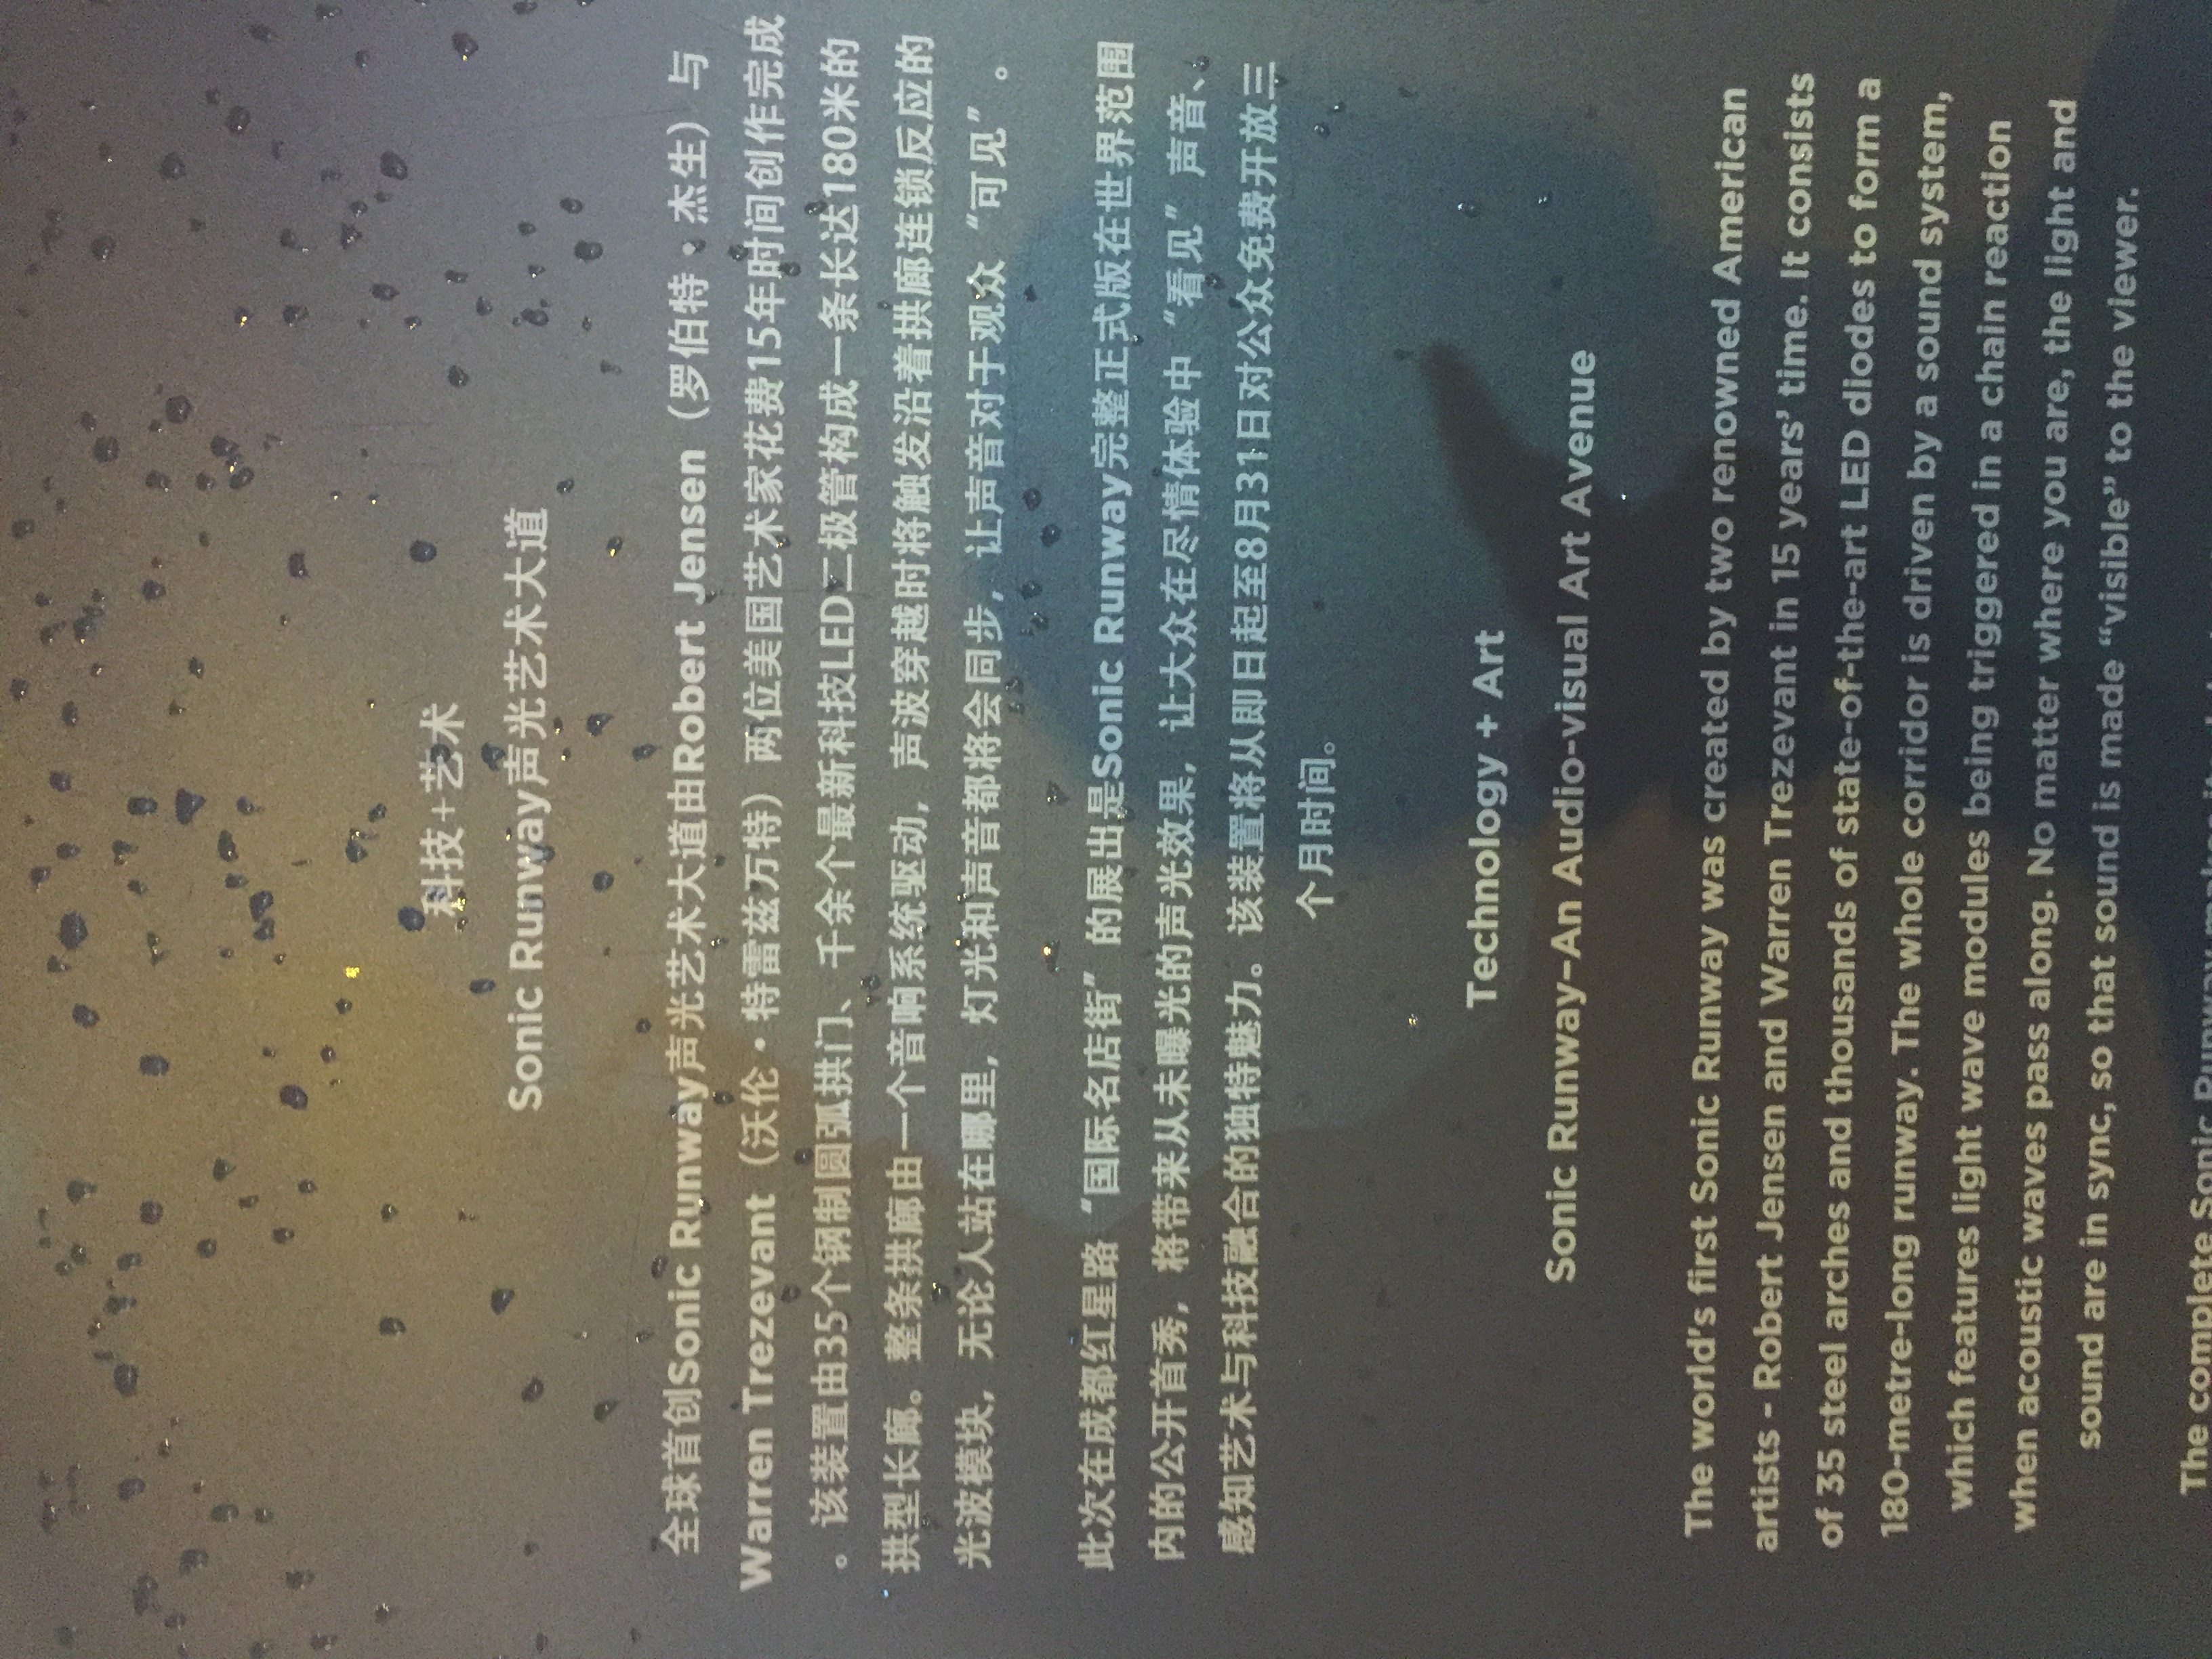 科技+艺术
Sonic Runway声光艺术大道
全球首创Sonic Runway声光艺术大道由Robert Jensen（罗伯特・杰生）与
Warren Trezevant（沃伦・特雷兹万特）两位美国艺术家花费15年时间创作完成
。该装置由35个钢制圆弧拱门、千余个最新科技LED二极管构成一条长达180米的
拱型长廊。整条拱廊由一个音响系统驱动，声波穿越时将触发沿着拱廊连锁反应的
光波模块，无论人站在哪里，灯光和声音都将会同步，让声音对于观众“可见”。
此次在成都红星路“国际名店街”的展出是Sonic Runway完整正式版在世界范围
内的公开首秀，将带来从未曝光的声光效果，让大众在尽情体验中“看见”声音、
感知艺术与科技融合的独特魅力。该装置将从即日起至8月31日对公众免费开放三
个月时间。
Technology + Art
Sonic Runway–An Audio-visual Art Avenue
The world's first Sonic Runway was created by two renowned American
artists - Robert Jensen and Warren Trezevant in 15 years’ time. It consists
of 35 steel arches and thousands of state-of-the-art LED diodes to form a
180-metre-long runway. The whole corridor is driven by a sound system,
which features light wave modules being triggered in a chain reaction
when acoustic waves pass along. No matter where you are, the light and
sound are in sync, so that sound is made “visible” to the viewer.
The complete Sonic Runway makes its